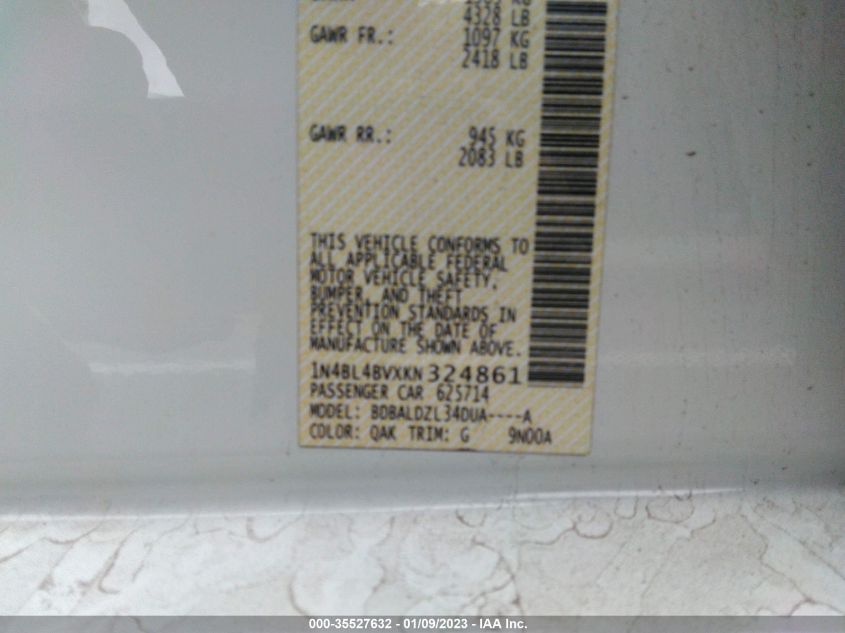 4328 LB
GAWR FR.: 1097 KG
2418 LB
GAWR RR.: 945 KG
2083 LB
THIS VEHICLE CONFORMS TO
ALL APPLICABLE FEDERAL
MOTOR VEHICLE SAFETY,
BUMPER, AND THEFT
PREVENTION STANDARDS IN
EFFECT ON THE DATE OF
MANUFACTURE SHOWN ABOVE.
1N4BL4BVXKN324861
PASSENGER CAR 625714
MODEL: BDBALDZL34DUA----A
COLOR: QAK TRIM: G 9N00A
000-35527632 - 01/09/2023 - IAA Inc.